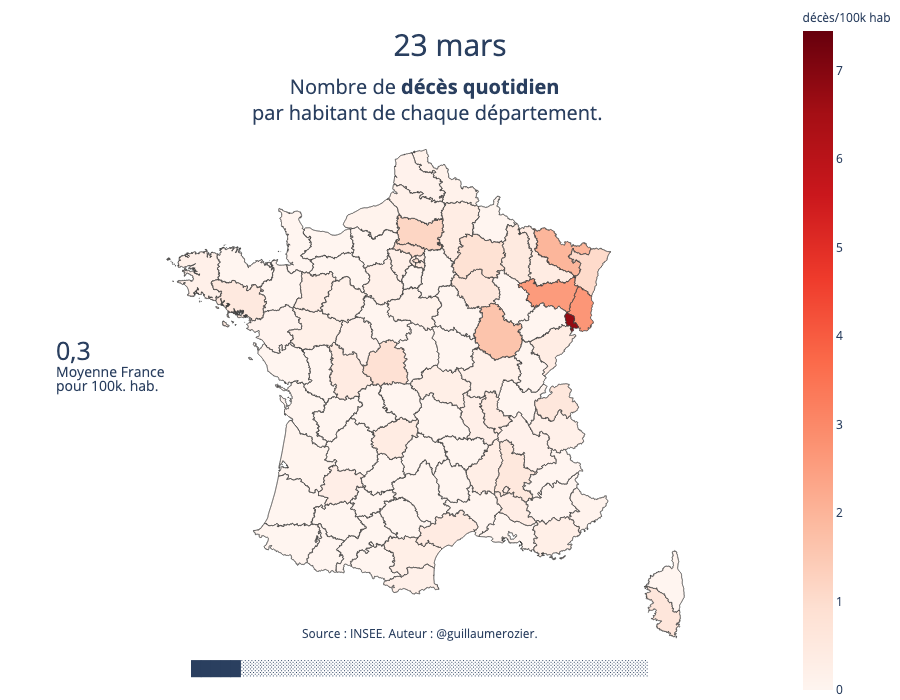 décès/100k hab
23 mars
Nombre de décès quotidien
par habitant de chaque département.
7
6
5
4
3
2
1
0
0,3
Moyenne France
pour 100k. hab.
Source : INSEE. Auteur : @guillaumerozier.